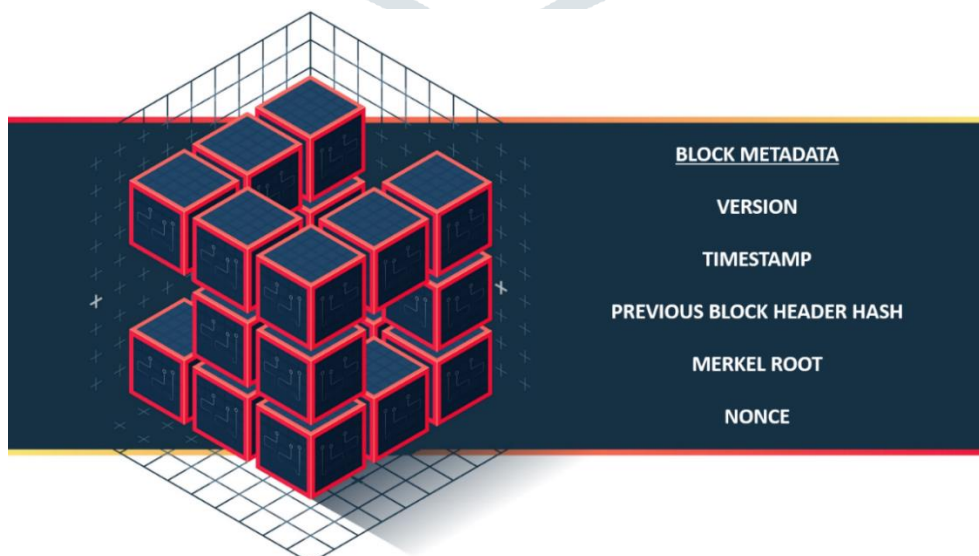 BLOCK METADATA
VERSION
TIMESTAMP
PREVIOUS BLOCK HEADER HASH
MERKEL ROOT
NONCE